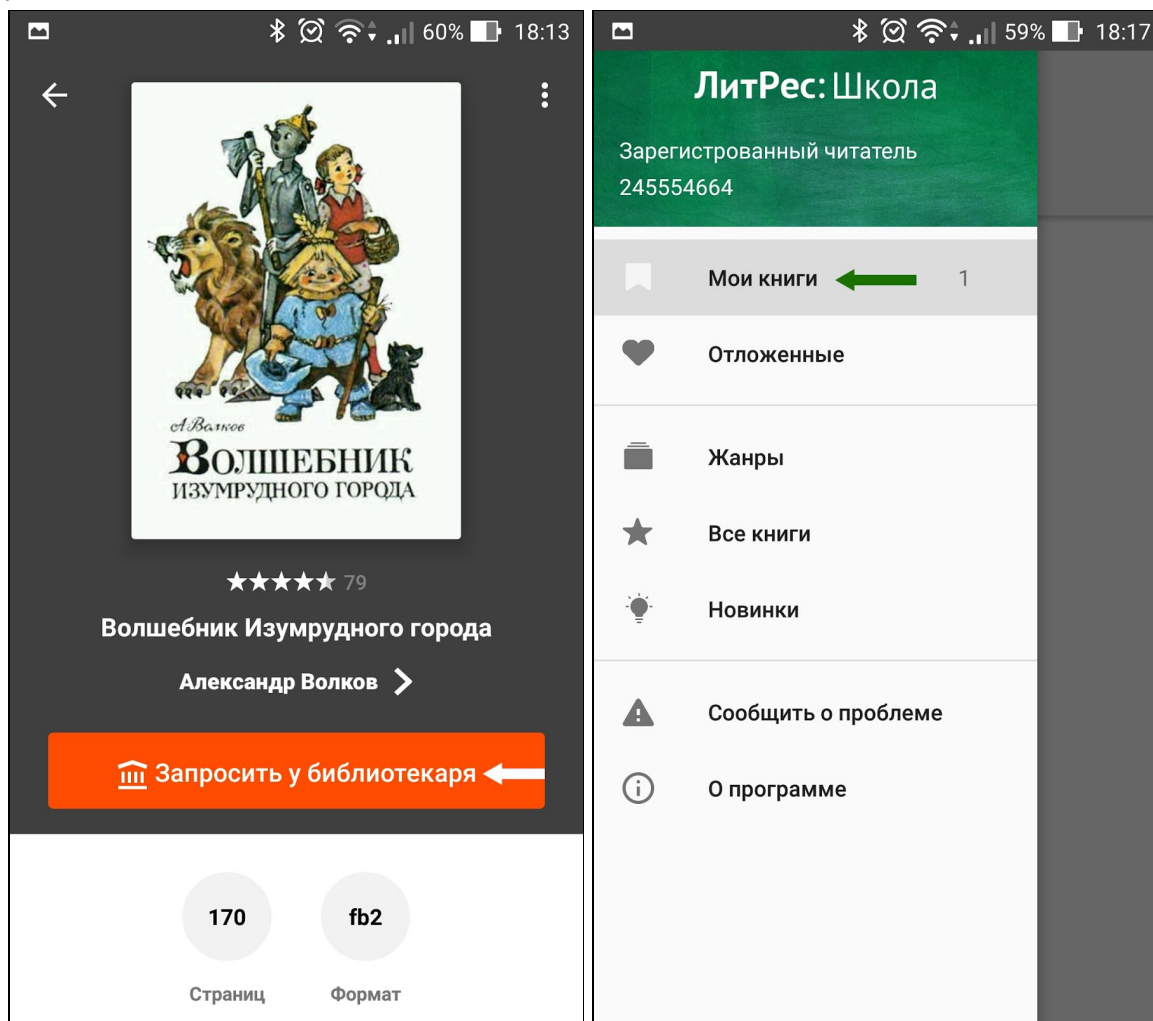 60% 18:13
А Волков
ВОЛШЕБНИК
ИЗУМРУДНОГО ГОРОДА
79
Волшебник Изумрудного города
Александр Волков
Запросить у библиотекаря
170
fb2
Страниц
Формат
59% 18:17
ЛитРес: Школа
Зарегистрованный читатель
245554664
Мои книги 1
Отложенные
Жанры
Все книги
Новинки
Сообщить о проблеме
О программе